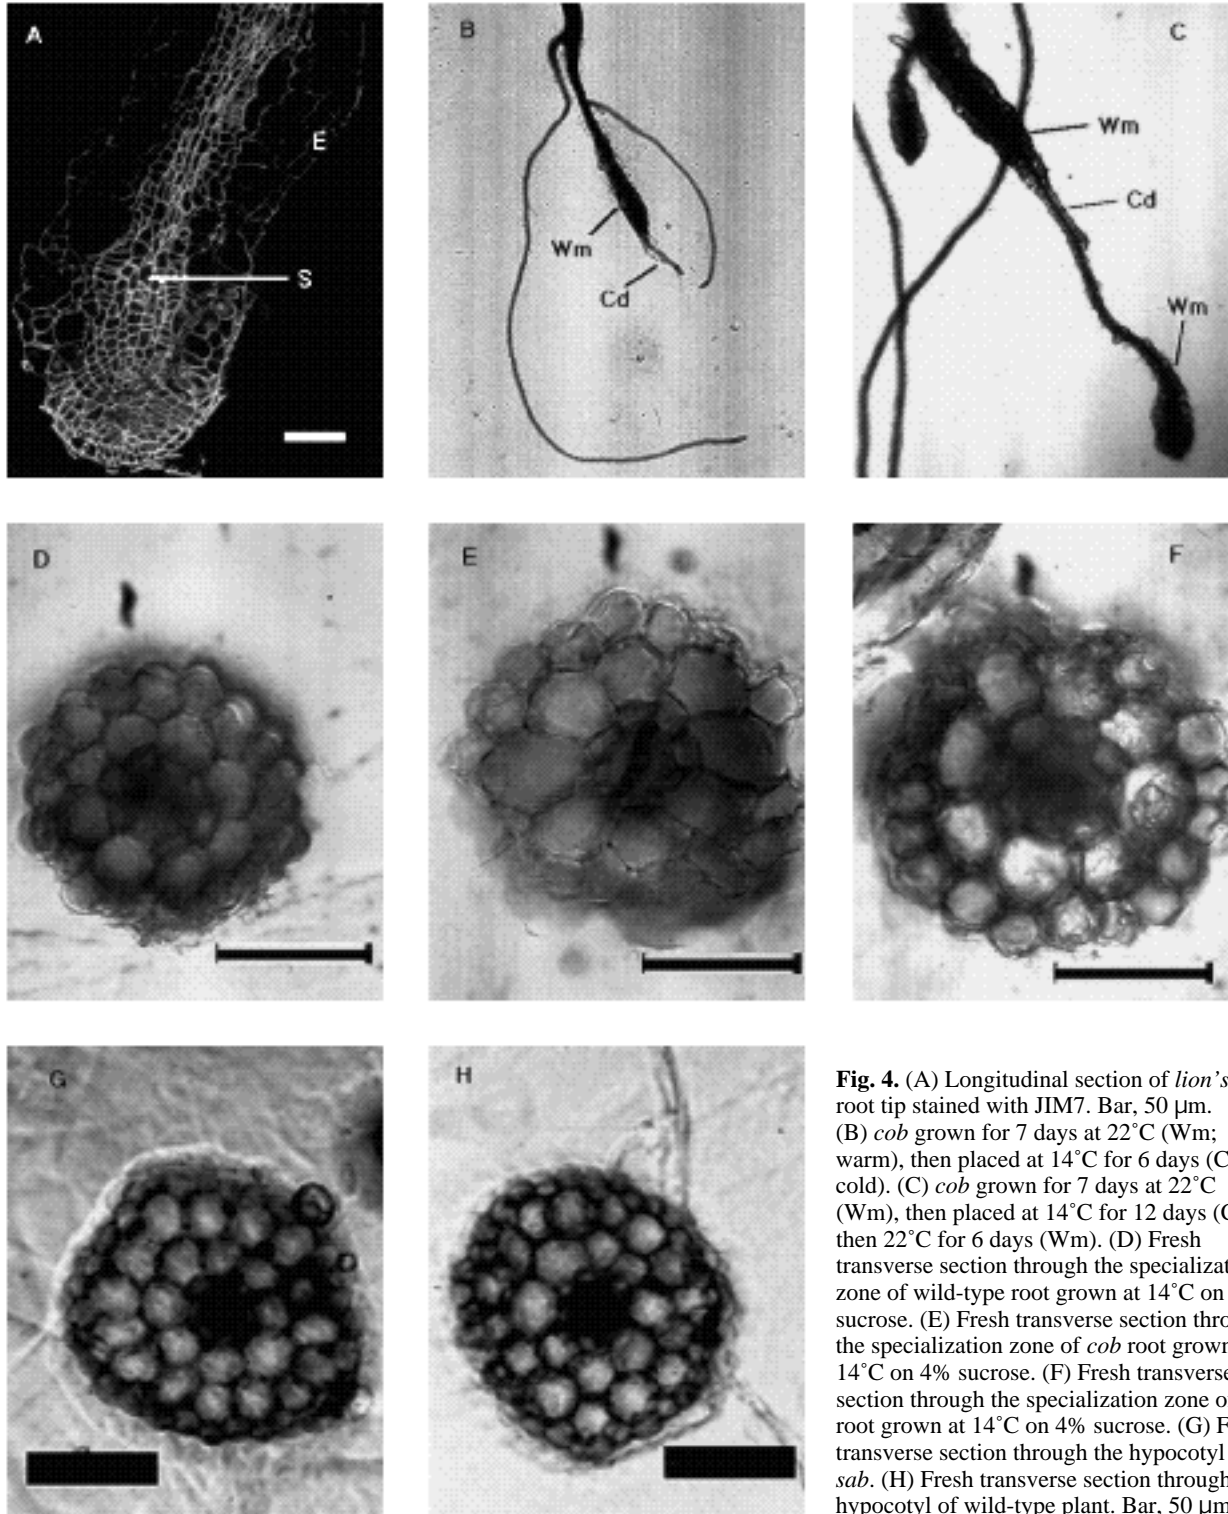 A
E
S
B
Wm
Cd
C
Wm
Cd
Wm
D
E
F
G
H
Fig. 4. (A) Longitudinal section of lion's
root tip stained with JIM7. Bar, 50 μm.
(B) cob grown for 7 days at 22˚C (Wm;
warm), then placed at 14˚C for 6 days (C
cold). (C) cob grown for 7 days at 22˚C
(Wm), then placed at 14˚C for 12 days (
then 22˚C for 6 days (Wm). (D) Fresh
transverse section through the specializat
zone of wild-type root grown at 14˚C on
sucrose. (E) Fresh transverse section thro
the specialization zone of cob root grown
14˚C on 4% sucrose. (F) Fresh transverse
section through the specialization zone o
root grown at 14˚C on 4% sucrose. (G) F
transverse section through the hypocotyl
sab. (H) Fresh transverse section through
hypocotyl of wild-type plant. Bar, 50 μm